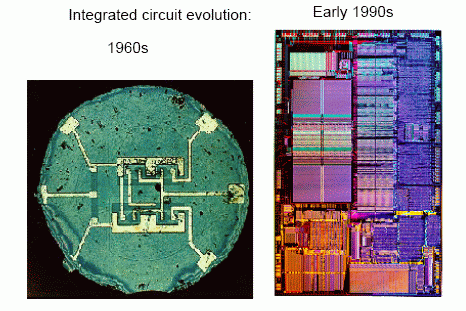 Integrated circuit evolution:
1960s
Early 1990s